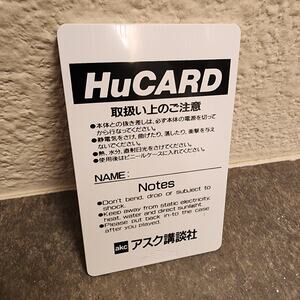 HuCARD
取扱い上のご注意
●本体との抜き差しは、必ず本体の電源を切って
から行なってください。
●静電気をさけ、曲げたり、濡したり、衝撃を与え
ないでください。
●熱、水分、直射日光をさけてください。
●使用後はビニールケースに入れてください。
NAME:
Notes
●Don't bend, drop or subject to
shock.
●Keep away from static electricity,
heat, water and direct sunlight.
●Please put back in-to the case
after you played.
akc アスク講談社